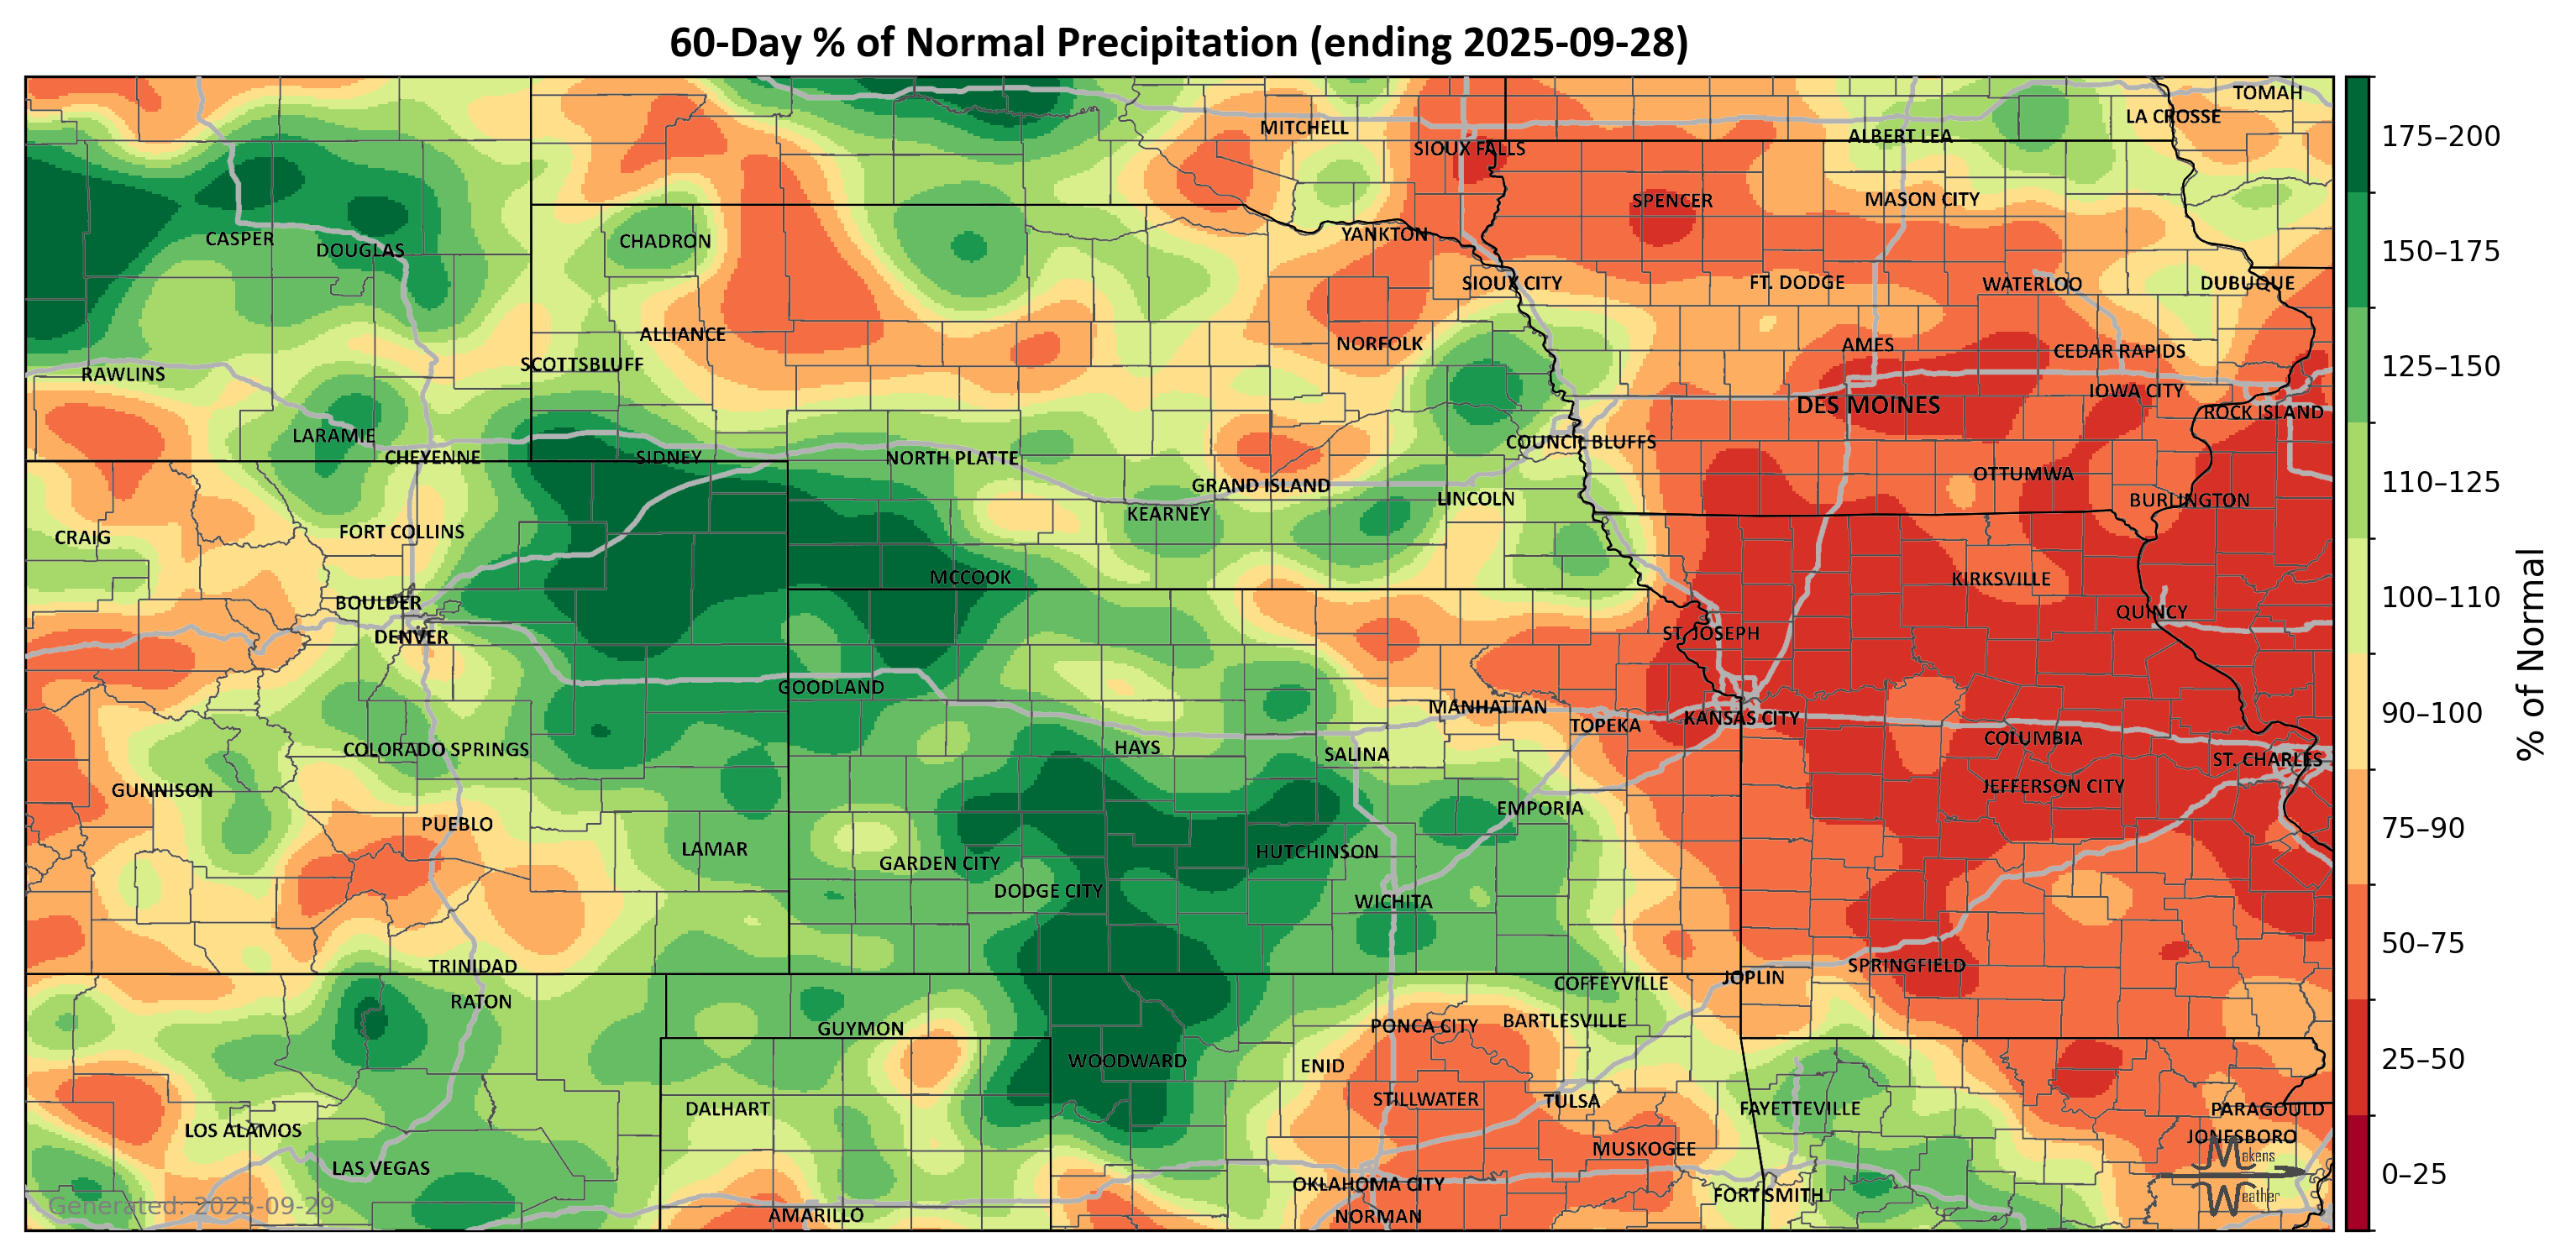 60-Day % of Normal Precipitation (ending 2025-09-28)
TOMAH
LA CROSSE
MITCHELL
ALBERT LEA
SIOUX FALLS
SPENCER
MASON CITY
YANKTON
CASPER
CHADRON
DOUGLAS
SIOUX CITY
FT. DODGE
WATERLOO
DUBUQUE
ALLIANCE
NORFOLK
AMES
CEDAR RAPIDS
SCOTTSBLUFF
RAWLINS
IOWA CITY
DES MOINES
ROCK ISLAND
LARAMIE
COUNCIL BLUFFS
CHEYENNE
SIDNEY
NORTH PLATTE
OTTUMWA
GRAND ISLAND
LINCOLN
BURLINGTON
KEARNEY
FORT COLLINS
CRAIG
MCCOOK
KIRKSVILLE
BOULDER
QUINCY
DENVER
ST. JOSEPH
GOODLAND
MANHATTAN
TOPEKA
KANSAS CITY
COLUMBIA
COLORADO SPRINGS
HAYS
SALINA
ST. CHARLES
GUNNISON
JEFFERSON CITY
EMPORIA
PUEBLO
LAMAR
HUTCHINSON
GARDEN CITY
DODGE CITY
WICHITA
TRINIDAD
SPRINGFIELD
JOPLIN
COFFEYVILLE
RATON
GUYMON
PONCA CITY
BARTLESVILLE
WOODWARD
ENID
STILLWATER
TULSA
DALHART
FAYETTEVILLE
PARAGOULD
LOS ALAMOS
JONESBORO
MUSKOGEE
LAS VEGAS
OKLAHOMA CITY
FORT SMITH
AMARILLO
NORMAN
Generated: 2025-09-29
Makens
Weather
175–200
150–175
125–150
110–125
100–110
90–100
75–90
50–75
25–50
0–25
% of Normal